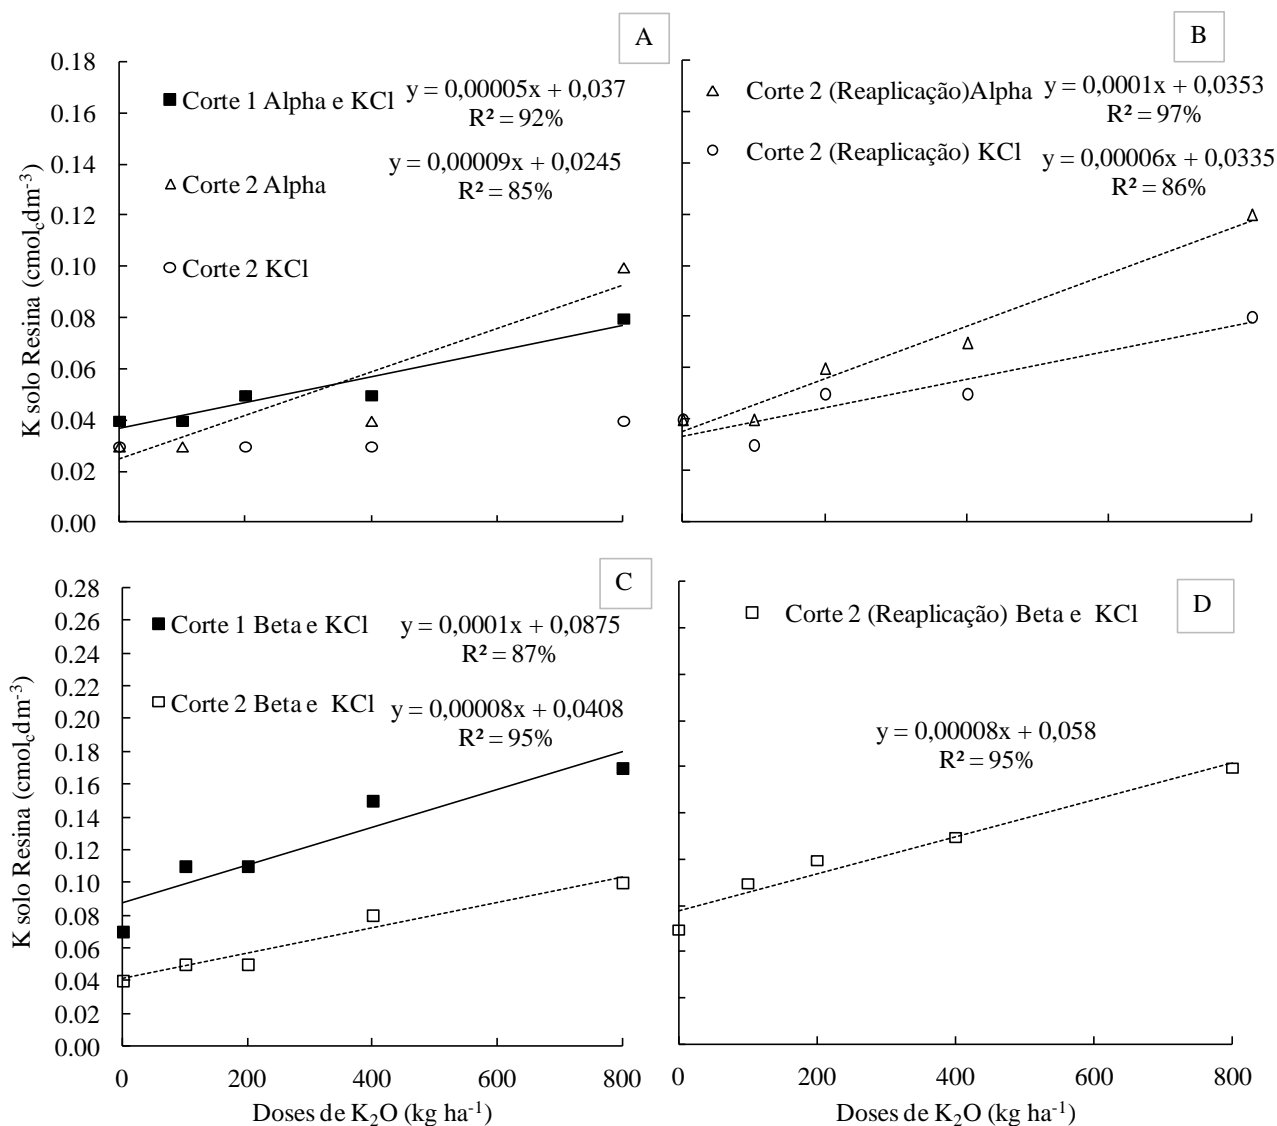 A
0.18
0.16
0.14
0.12
0.10
0.08
0.06
0.04
0.02
0.00
K solo Resina (cmolcdm-3)
Corte 1 Alpha e KCl
y = 0,00005x + 0,037
R² = 92%
Corte 2 Alpha
y = 0,00009x + 0,0245
R² = 85%
Corte 2 KCl
B
Corte 2 (Reaplicação)Alpha
y = 0,0001x + 0,0353
R² = 97%
Corte 2 (Reaplicação) KCl
y = 0,00006x + 0,0335
R² = 86%
C
0.28
0.26
0.24
0.22
0.20
0.18
0.16
0.14
0.12
0.10
0.08
0.06
0.04
0.02
0.00
K solo Resina (cmolcdm-3)
Corte 1 Beta e KCl
y = 0,0001x + 0,0875
R² = 87%
Corte 2 Beta e KCl
y = 0,00008x + 0,0408
R² = 95%
0 200 400 600 800
Doses de K2O (kg ha-1)
D
Corte 2 (Reaplicação) Beta e KCl
y = 0,00008x + 0,058
R² = 95%
0 200 400 600 800
Doses de K2O (kg ha-1)